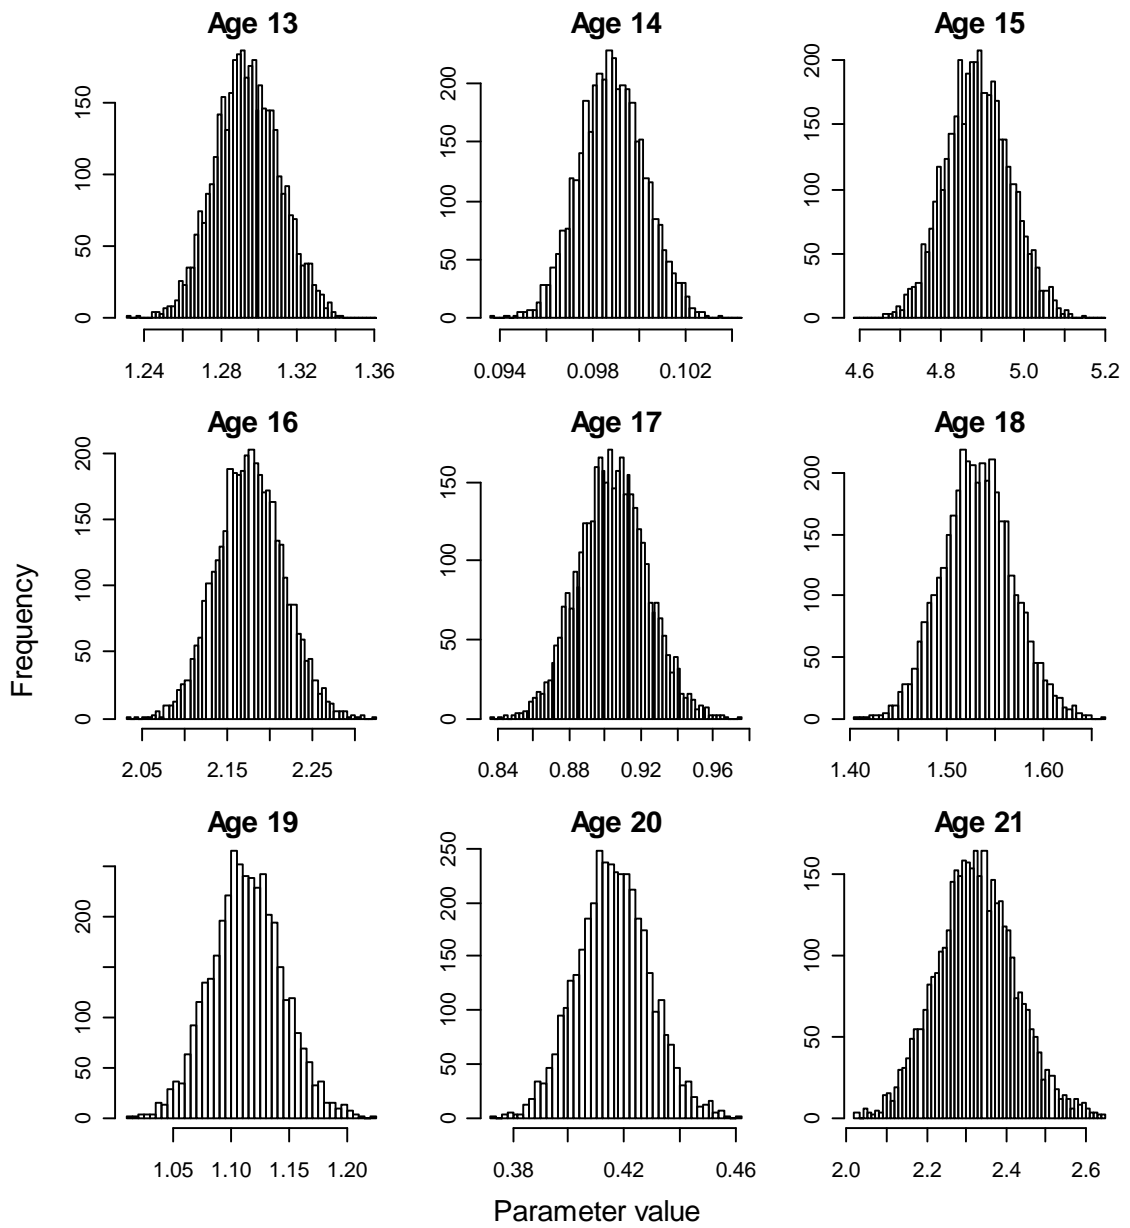 Age 13
Age 14
Age 15
0 50 100 150
0 50 100 150 200
0 50 100 150 200
1.24 1.28 1.32 1.36
0.094 0.098 0.102
4.6 4.8 5.0 5.2
Age 16
Age 17
Age 18
Frequency
0 50 100 150 200
0 50 100 150
0 50 100 150 200
2.05 2.15 2.25
0.84 0.88 0.92 0.96
1.40 1.50 1.60
Age 19
Age 20
Age 21
0 50 100 200
0 50 100 150 200 250
0 50 100 150
1.05 1.10 1.15 1.20
0.38 0.42 0.46
2.0 2.2 2.4 2.6
Parameter value